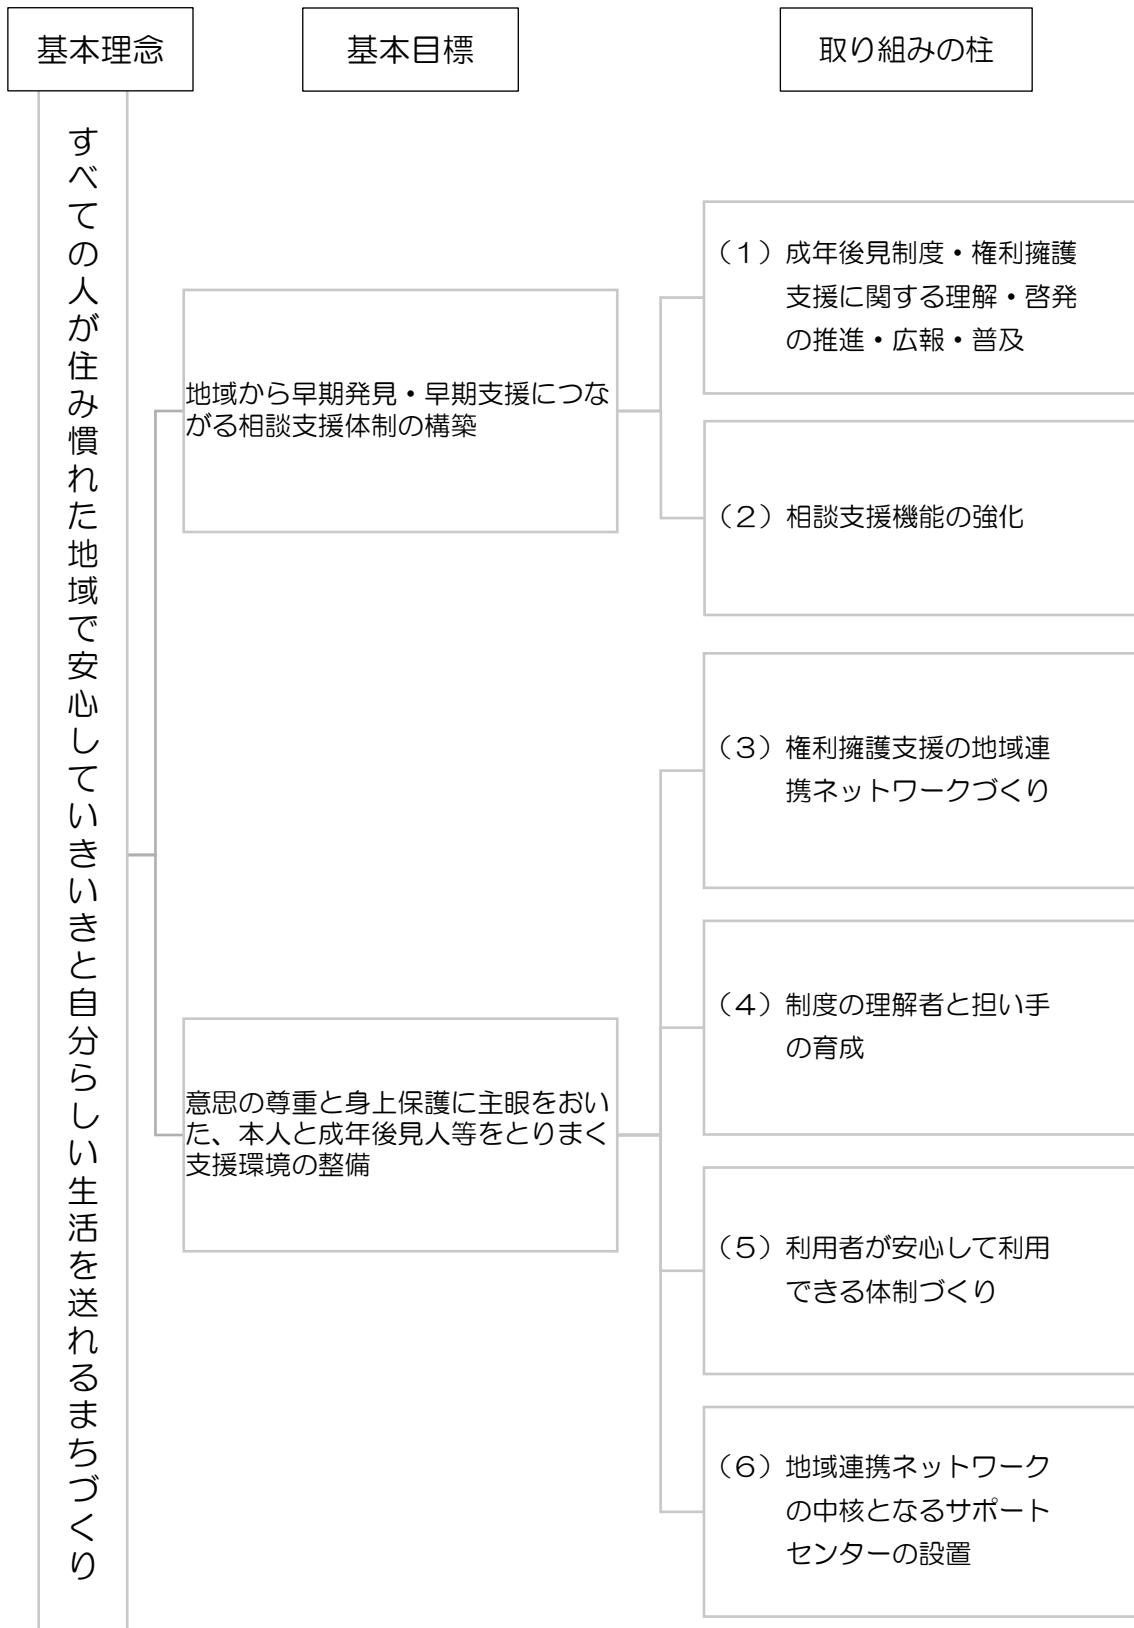 基本理念
基本目標
取り組みの柱
すべての人が住み慣れた地域で安心していきいきと自分らしい生活を送れるまちづくり
地域から早期発見・早期支援につな
がる相談支援体制の構築
（１）成年後見制度・権利擁護
支援に関する理解・啓発
の推進・広報・普及
（２）相談支援機能の強化
意思の尊重と身上保護に主眼をおい
た、本人と成年後見人等をとりまく
支援環境の整備
（３）権利擁護支援の地域連
携ネットワークづくり
（４）制度の理解者と担い手
の育成
（５）利用者が安心して利用
できる体制づくり
（６）地域連携ネットワーク
の中核となるサポート
センターの設置